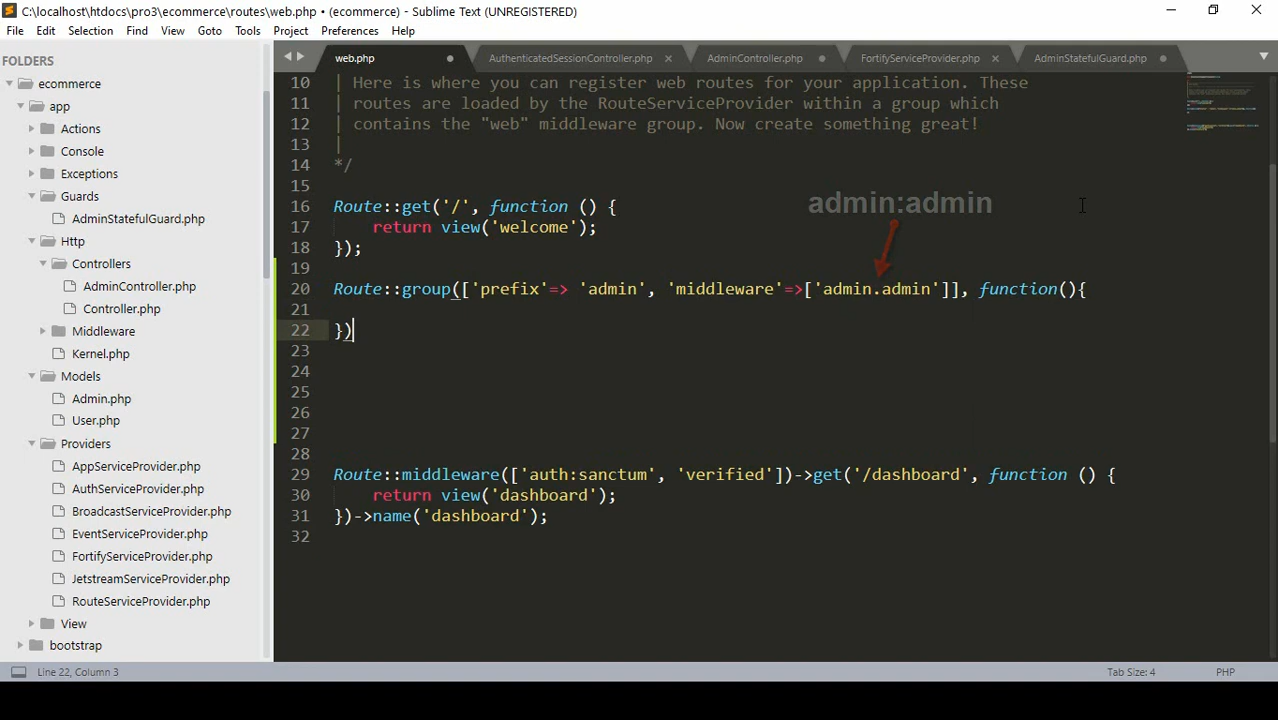 C:\localhost\htdocs\pro3\ecommerce\routes\web.php • (ecommerce) - Sublime Text (UNREGISTERED)
File Edit Selection Find View Goto Tools Project Preferences Help
FOLDERS
ecommerce
app
Actions
Console
Exceptions
Guards
AdminStatefulGuard.php
Http
Controllers
AdminController.php
Controller.php
Middleware
Kernel.php
Models
Admin.php
User.php
Providers
AppServiceProvider.php
AuthServiceProvider.php
BroadcastServiceProvider.php
EventServiceProvider.php
FortifyServiceProvider.php
JetstreamServiceProvider.php
RouteServiceProvider.php
View
bootstrap
web.php AuthenticatedSessionController.php AdminController.php FortifyServiceProvider.php AdminStatefulGuard.php
10 | Here is where you can register web routes for your application. These
11 | routes are loaded by the RouteServiceProvider within a group which
12 | contains the "web" middleware group. Now create something great!
13 |
14 */
15
admin:admin
16 Route::get('/', function () {
17 return view('welcome');
18 });
19
20 Route::group(['prefix'=> 'admin', 'middleware'=>['admin.admin']], function(){
21
22 })
23
24
25
26
27
28
29 Route::middleware(['auth:sanctum', 'verified'])->get('/dashboard', function () {
30 return view('dashboard');
31 })->name('dashboard');
32
Line 22, Column 3 Tab Size: 4 PHP